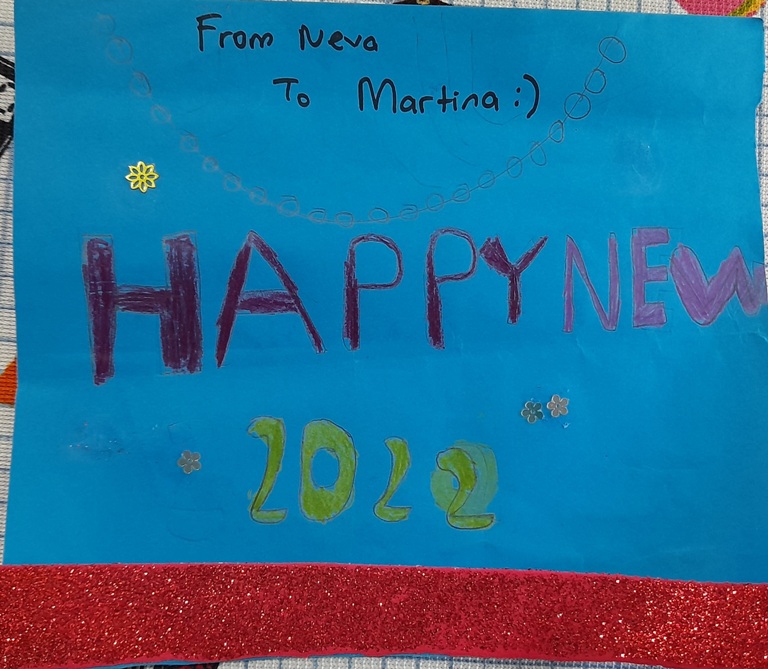 From Neva
To Martina :)
HAPPY NEW
2022